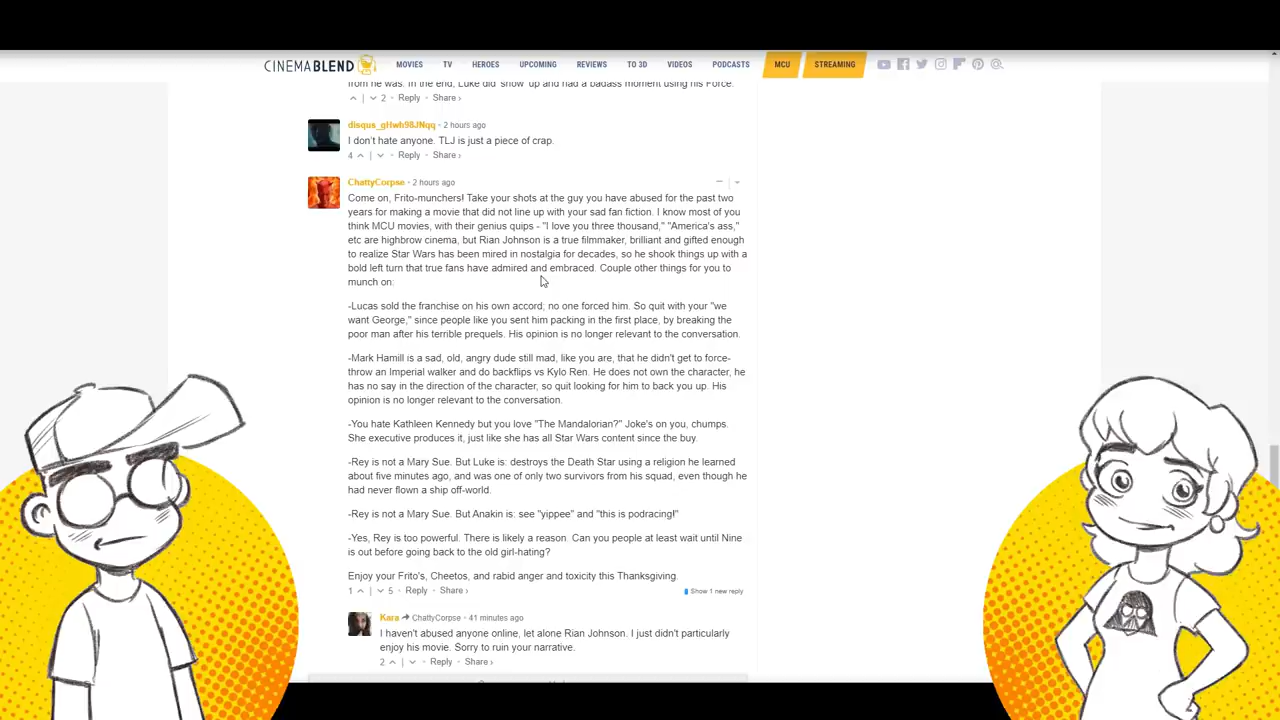 CINEMABLEND MOVIES TV HEROES UPCOMING REVIEWS TO 3D VIDEOS PODCASTS MCU STREAMING
from he was. In the end, Luke did 'show' up and had a badass moment using his Force.
2 · Reply · Share ›
disqus_gHwh98JNqq · 2 hours ago
I don't hate anyone. TLJ is just a piece of crap.
4 · Reply · Share ›
ChattyCorpse · 2 hours ago
Come on, Frito-munchers! Take your shots at the guy you have abused for the past two
years for making a movie that did not line up with your sad fan fiction. I know most of you
think MCU movies, with their genius quips - "I love you three thousand," "America's ass,"
etc are highbrow cinema, but Rian Johnson is a true filmmaker, brilliant and gifted enough
to realize Star Wars has been mired in nostalgia for decades, so he shook things up with a
bold left turn that true fans have admired and embraced. Couple other things for you to
munch on:
-Lucas sold the franchise on his own accord; no one forced him. So quit with your "we
want George," since people like you sent him packing in the first place, by breaking the
poor man after his terrible prequels. His opinion is no longer relevant to the conversation.
-Mark Hamill is a sad, old, angry dude still mad, like you are, that he didn't get to force-
throw an Imperial walker and do backflips vs Kylo Ren. He does not own the character, he
has no say in the direction of the character, so quit looking for him to back you up. His
opinion is no longer relevant to the conversation.
-You hate Kathleen Kennedy but you love "The Mandalorian?" Joke's on you, chumps.
She executive produces it, just like she has all Star Wars content since the buy.
-Rey is not a Mary Sue. But Luke is: destroys the Death Star using a religion he learned
about five minutes ago, and was one of only two survivors from his squad, even though he
had never flown a ship off-world.
-Rey is not a Mary Sue. But Anakin is: see "yippee" and "this is podracing!"
-Yes, Rey is too powerful. There is likely a reason. Can you people at least wait until Nine
is out before going back to the old girl-hating?
Enjoy your Frito's, Cheetos, and rabid anger and toxicity this Thanksgiving.
1 5 · Reply · Share › Show 1 new reply
Kara ChattyCorpse · 41 minutes ago
I haven't abused anyone online, let alone Rian Johnson. I just didn't particularly
enjoy his movie. Sorry to ruin your narrative.
2 · Reply · Share ›